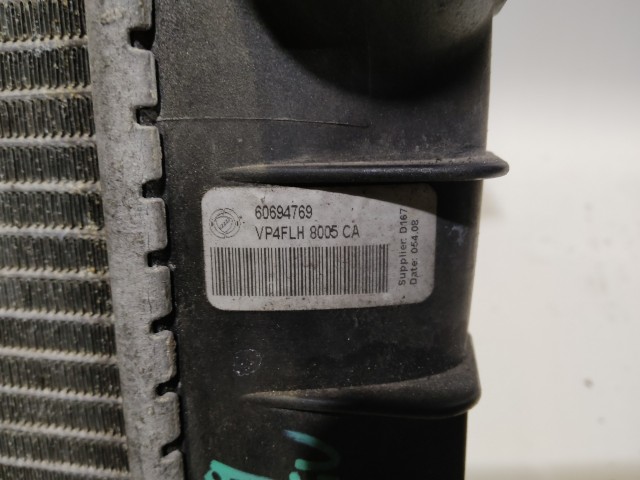 60694769
VP4FLH 8005 CA
Supplier: D167
Date: 054.08